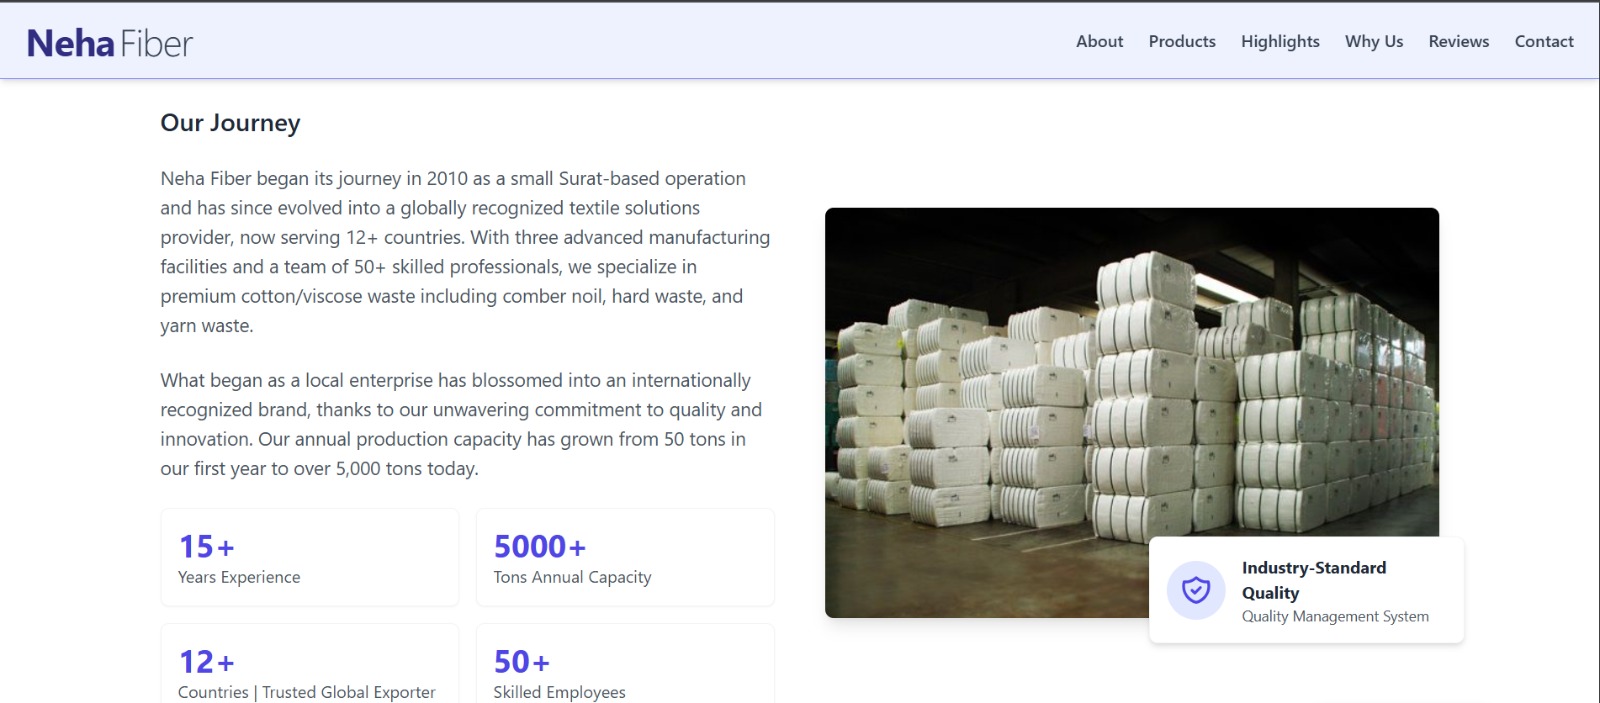 Neha Fiber
About Products Highlights Why Us Reviews Contact
Our Journey
Neha Fiber began its journey in 2010 as a small Surat-based operation
and has since evolved into a globally recognized textile solutions
provider, now serving 12+ countries. With three advanced manufacturing
facilities and a team of 50+ skilled professionals, we specialize in
premium cotton/viscose waste including comber noil, hard waste, and
yarn waste.
What began as a local enterprise has blossomed into an internationally
recognized brand, thanks to our unwavering commitment to quality and
innovation. Our annual production capacity has grown from 50 tons in
our first year to over 5,000 tons today.
15+
Years Experience
5000+
Tons Annual Capacity
12+
Countries | Trusted Global Exporter
50+
Skilled Employees
Industry-Standard
Quality
Quality Management System